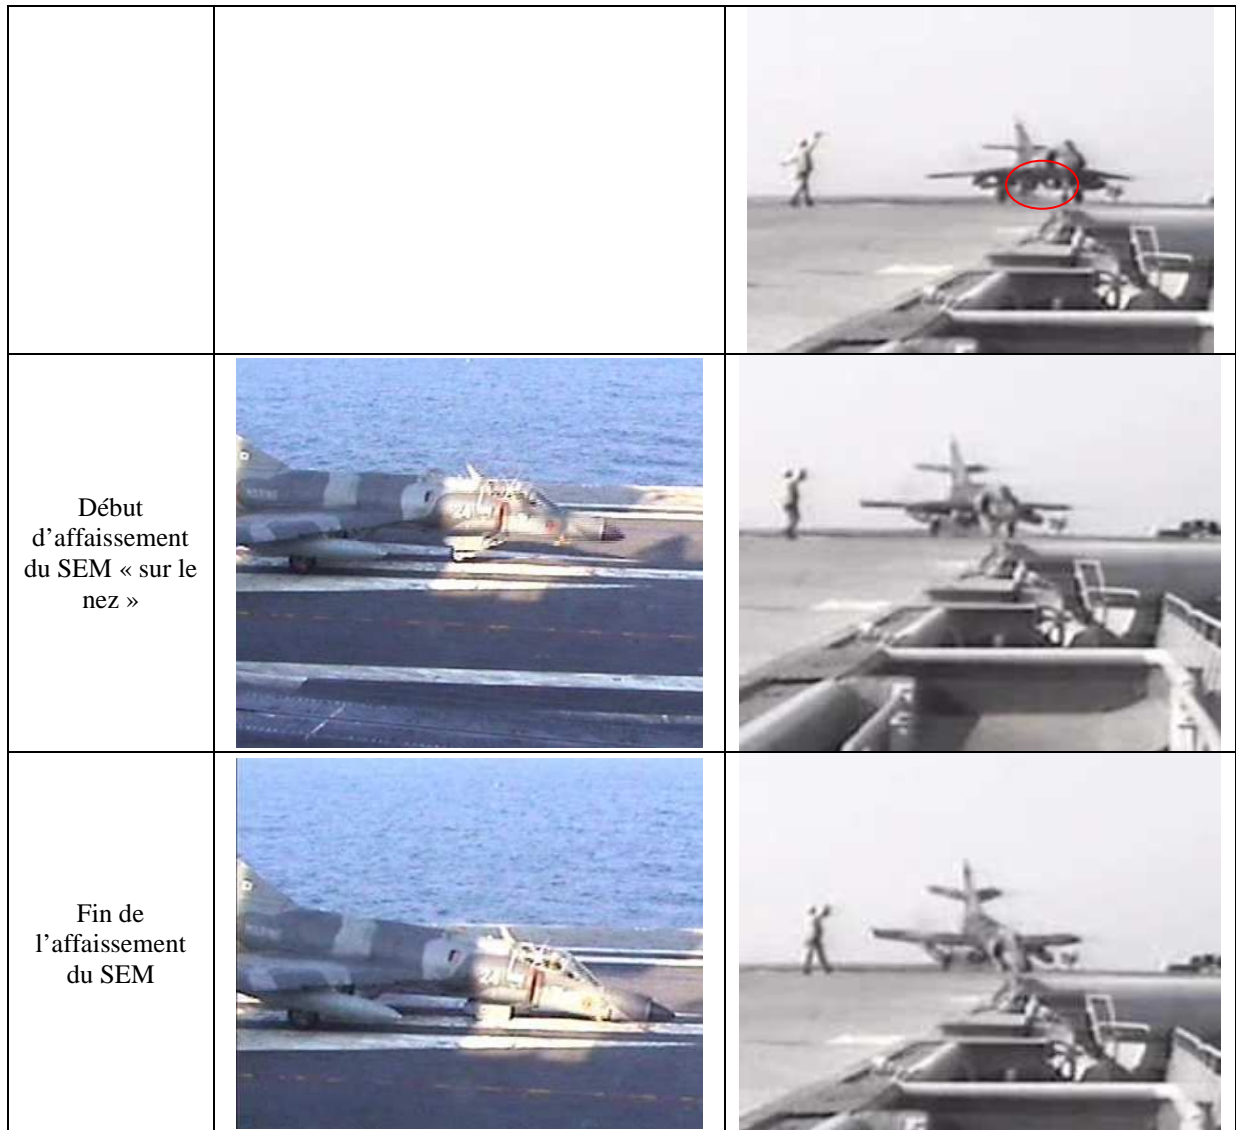 Début
d’affaissement
du SEM « sur le
nez »
Fin de
l’affaissement
du SEM